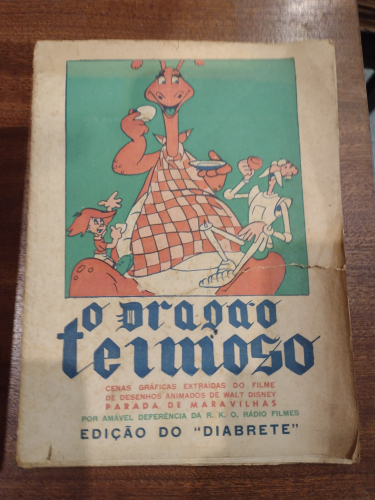 o dragão
teimoso
CENAS GRÁFICAS EXTRAIDAS DO FILME
DE DESENHOS ANIMADOS DE WALT DISNEY
PARADA DE MARAVILHAS
POR AMÁVEL DEFERÊNCIA DA R. K. O. RÁDIO FILMES
EDIÇÃO DO "DIABRETE"